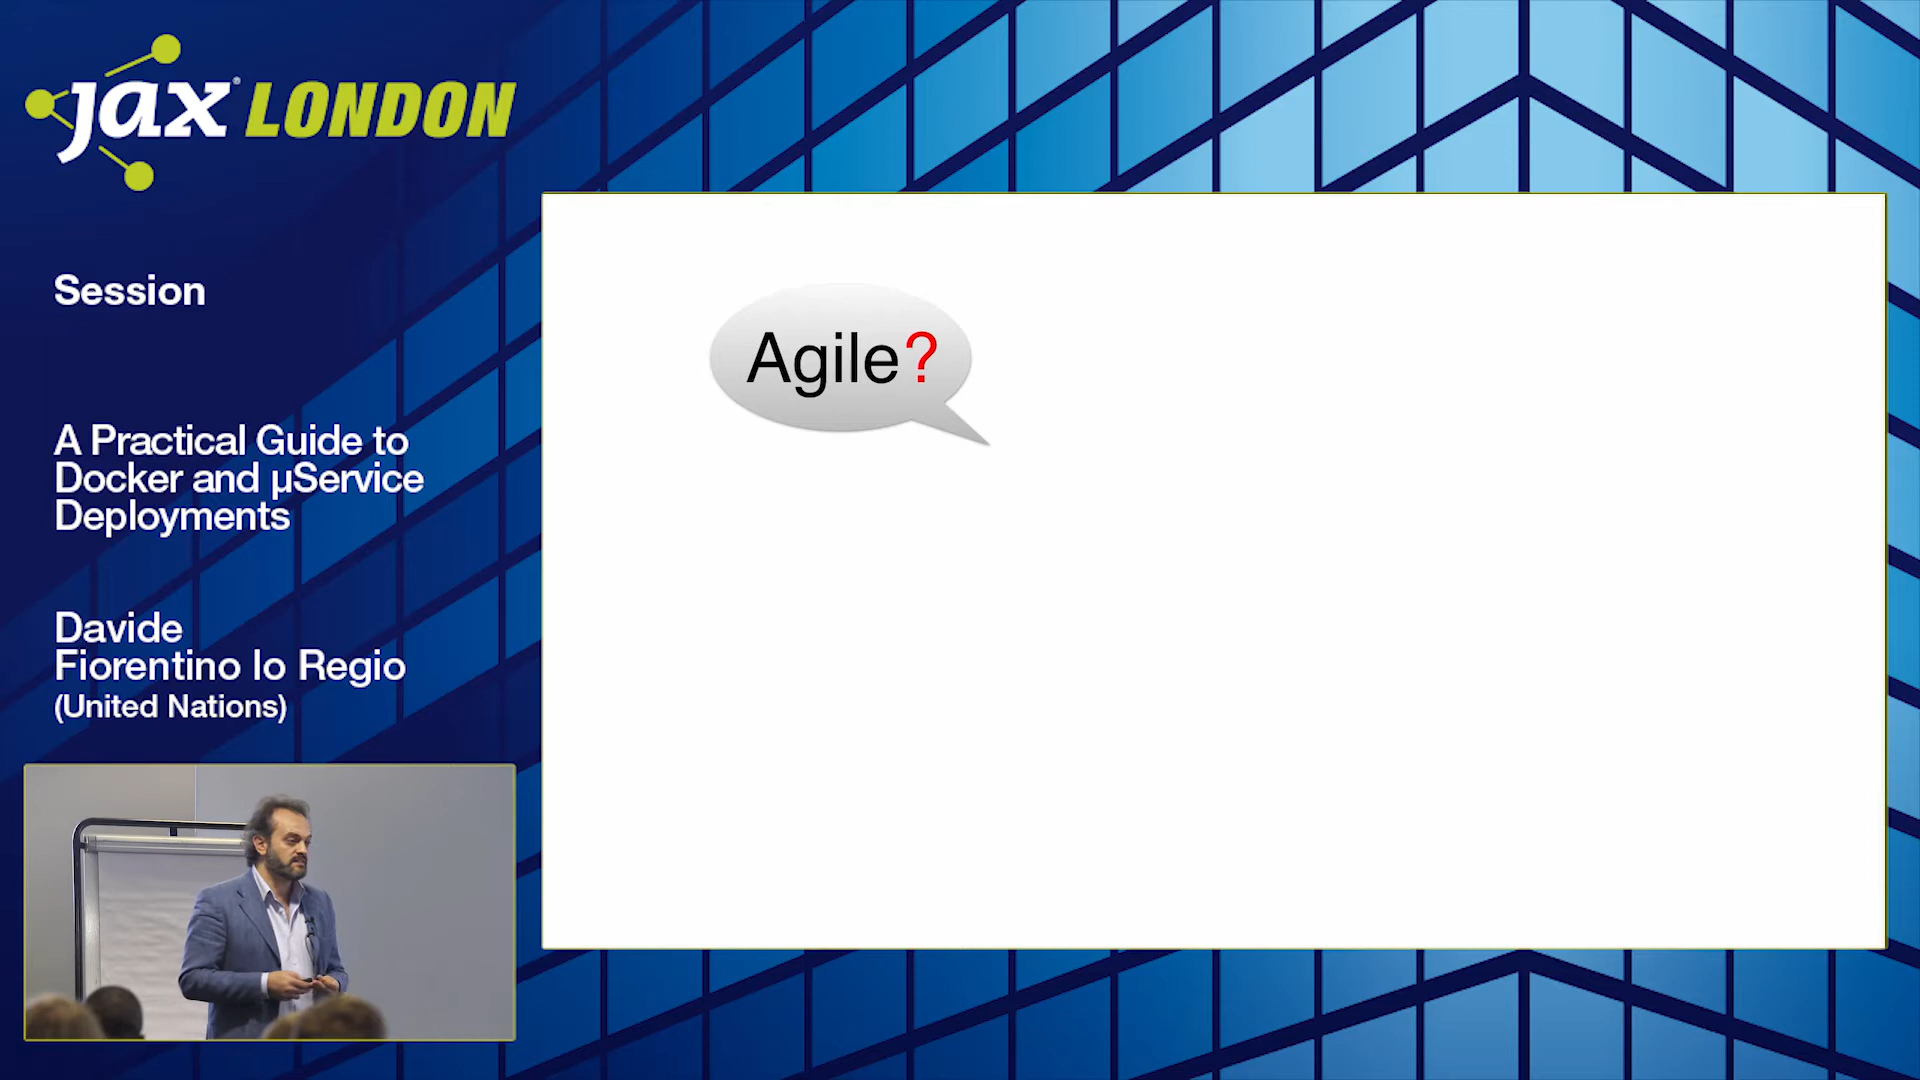 jax® LONDON
Session
A Practical Guide to
Docker and µService
Deployments
Davide
Fiorentino lo Regio
(United Nations)
Agile?